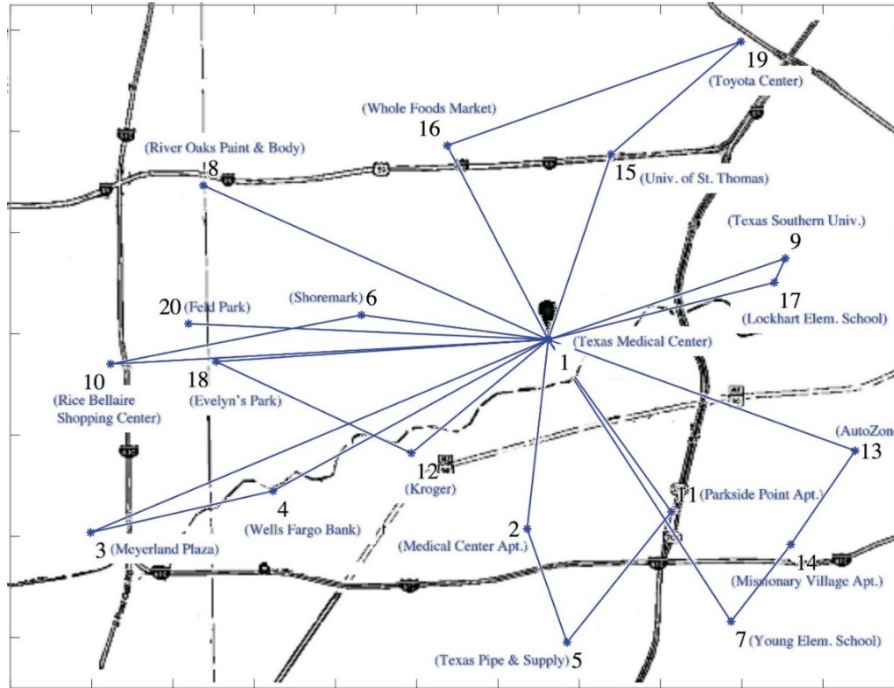 19
(Toyota Center)
(Whole Foods Market)
16
(River Oaks Paint & Body)
8
15
(Univ. of St. Thomas)
(Texas Southern Univ.)
9
17
(Lockhart Elem. School)
20
(Feld Park)
(Shoremark)
6
1
(Texas Medical Center)
10
(Rice Bellaire
Shopping Center)
18
(Evelyn's Park)
(AutoZone
13
12
(Kroger)
4
(Wells Fargo Bank)
11
(Parkside Point Apt.)
2
(Medical Center Apt.)
3
(Meyerland Plaza)
14
(Missionary Village Apt.)
7
(Young Elem. School)
5
(Texas Pipe & Supply)